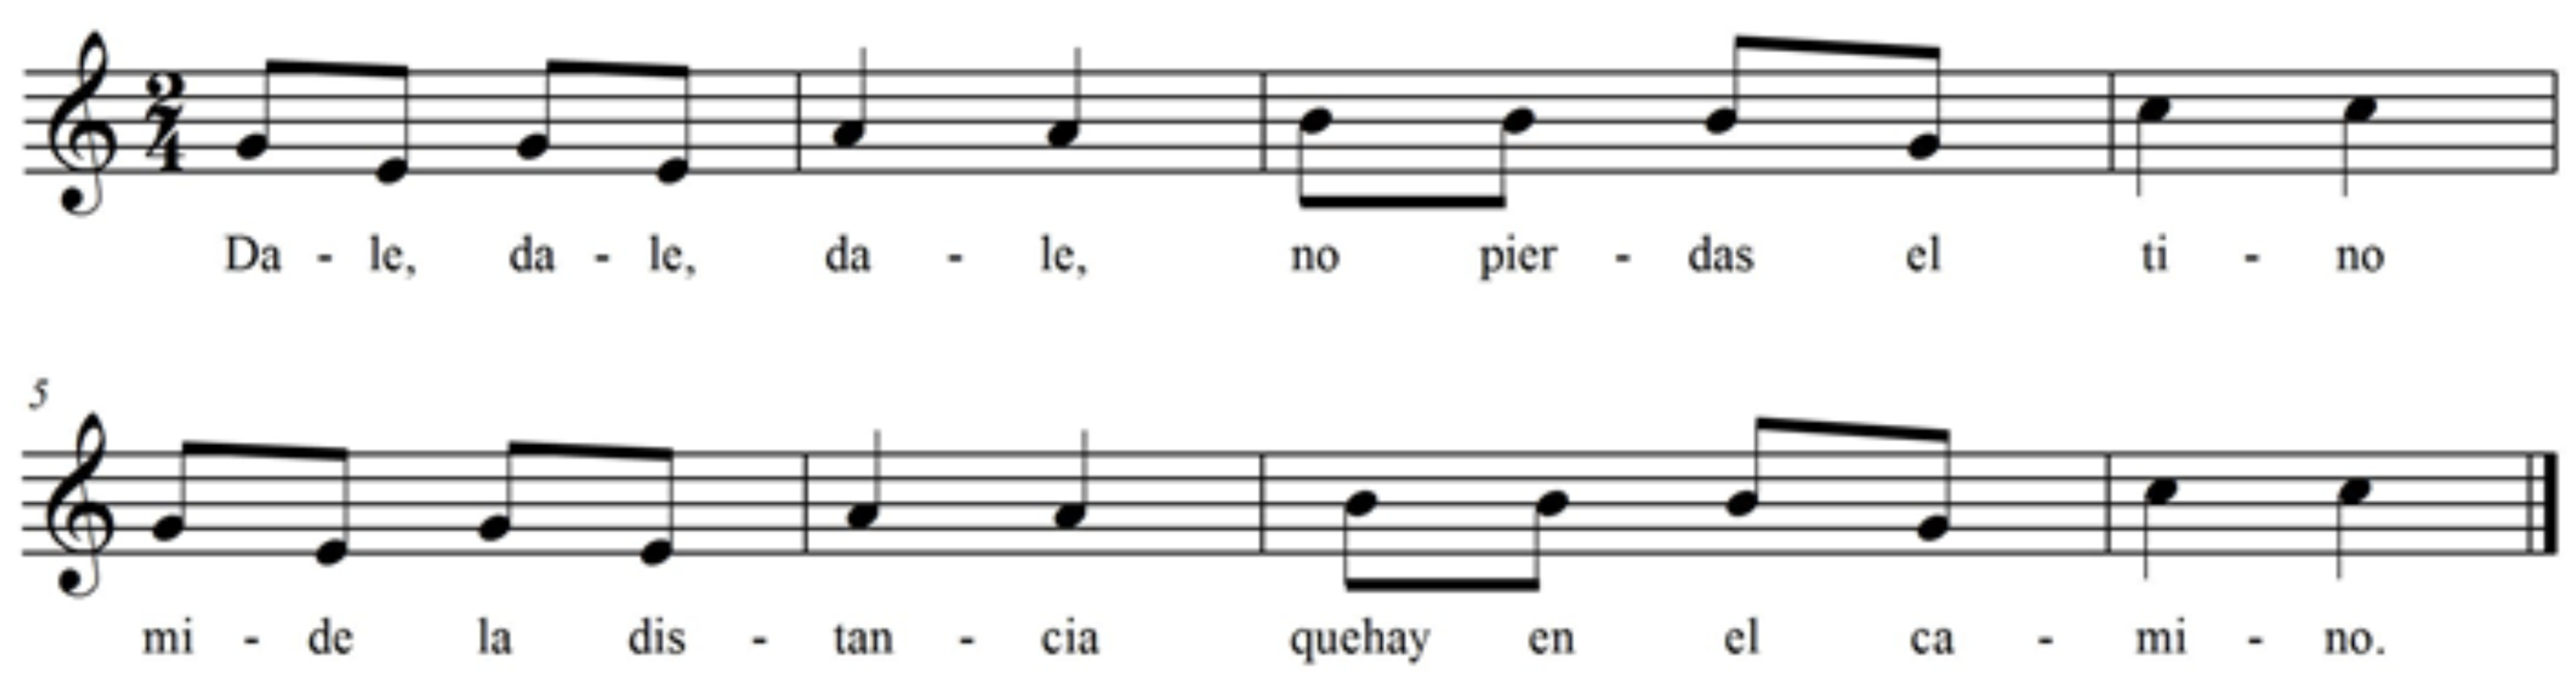 2
4
Da - le, da - le, da - le, no pier - das el ti - no
5
mi - de la dis - tan - cia quehay en el ca - mi - no.